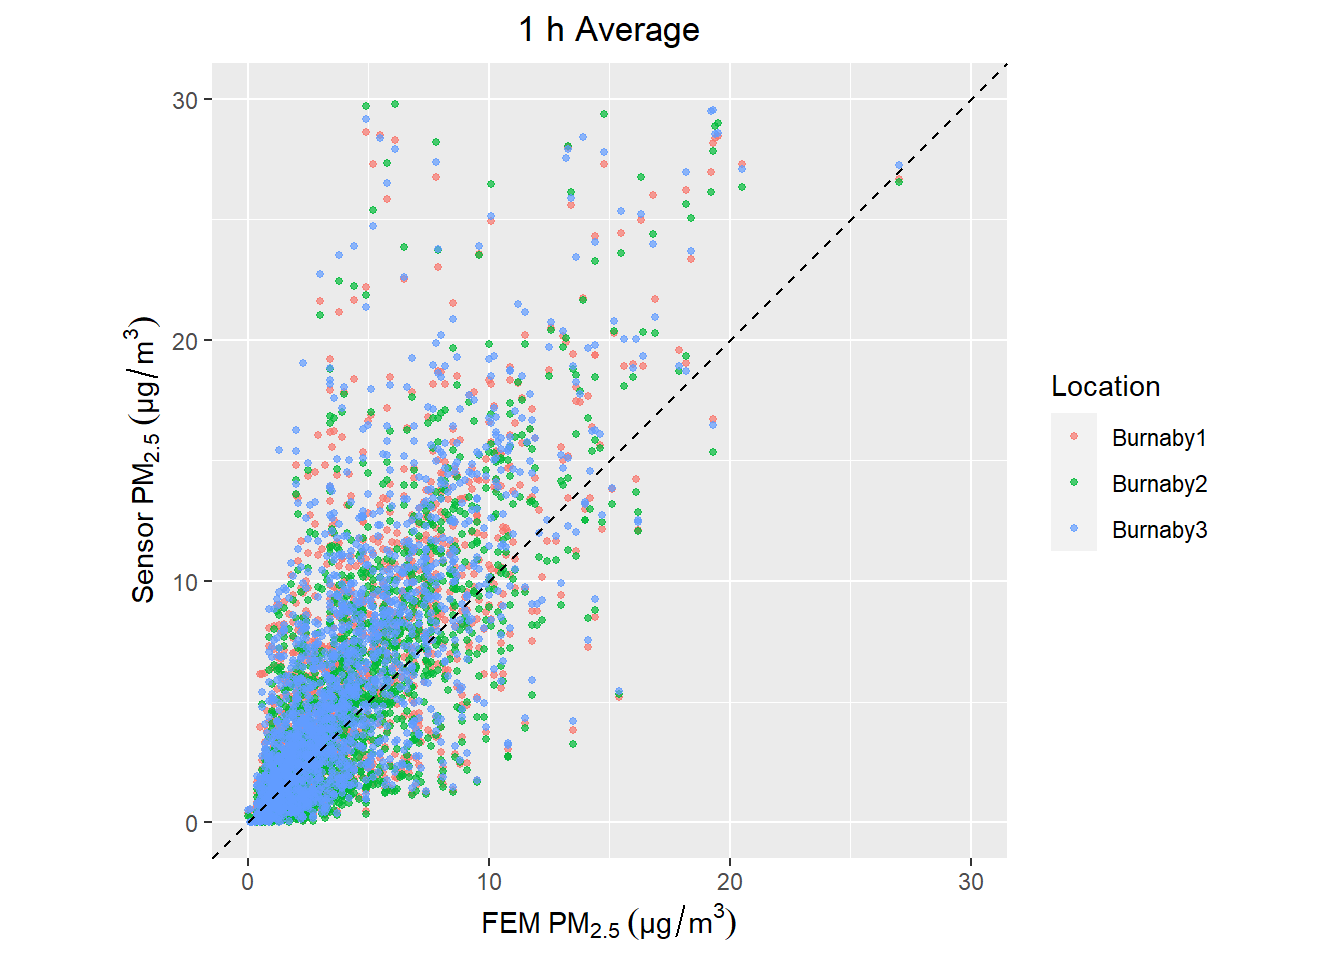 1 h Average
30
20
10
0
Sensor PM2.5 (μg/m³)
0 10 20 30
FEM PM2.5 (μg/m³)
Location
Burnaby1
Burnaby2
Burnaby3